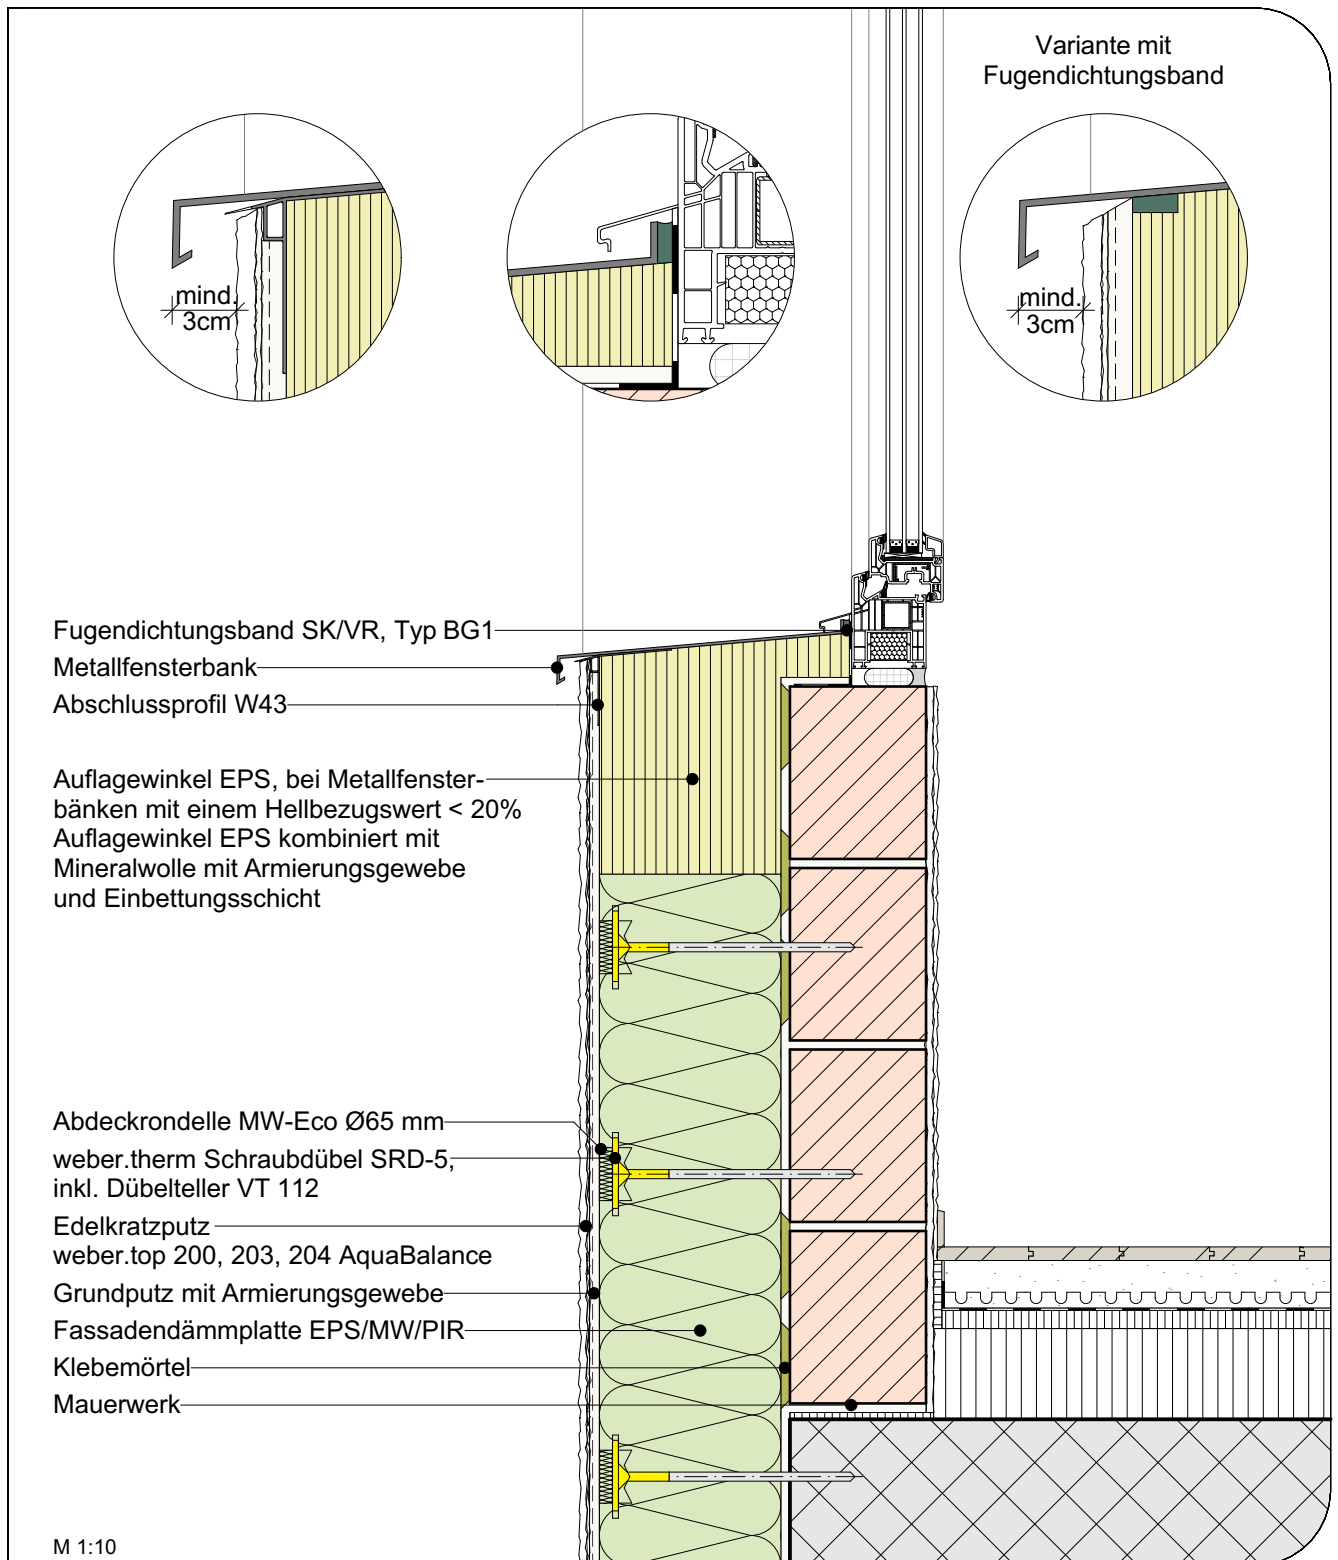 Variante mit
Fugendichtungsband
mind.
3cm
mind.
3cm
Fugendichtungsband SK/VR, Typ BG1
Metallfensterbank
Abschlussprofil W43
Auflagewinkel EPS, bei Metallfenster-
bänken mit einem Hellbezugswert < 20%
Auflagewinkel EPS kombiniert mit
Mineralwolle mit Armierungsgewebe
und Einbettungsschicht
Abdeckrondelle MW-Eco Ø65 mm
weber.therm Schraubdübel SRD-5,
inkl. Dübelteller VT 112
Edelkratzputz
weber.top 200, 203, 204 AquaBalance
Grundputz mit Armierungsgewebe
Fassadendämmplatte EPS/MW/PIR
Klebemörtel
Mauerwerk
M 1:10